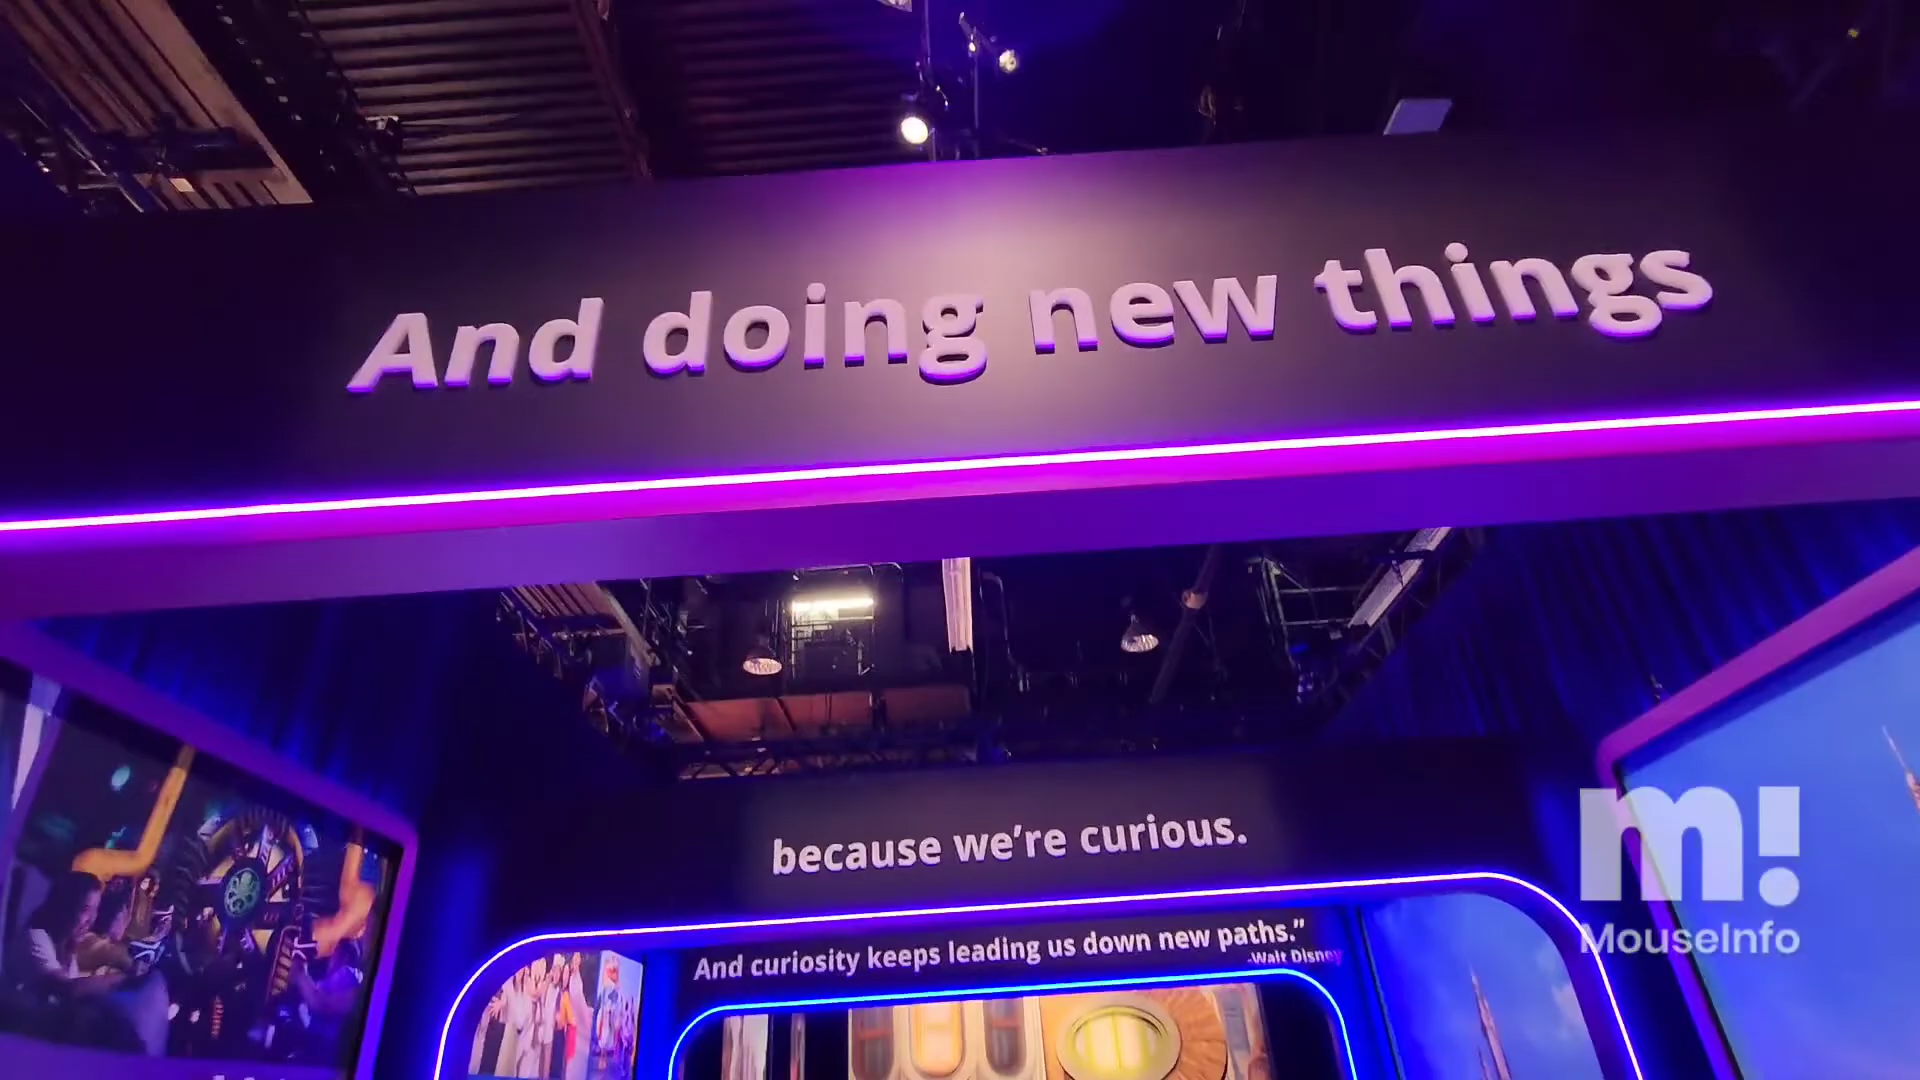 And doing new things
because we're curious.
And curiosity keeps leading us down new paths.”
-Walt Disney
m!
MouseInfo